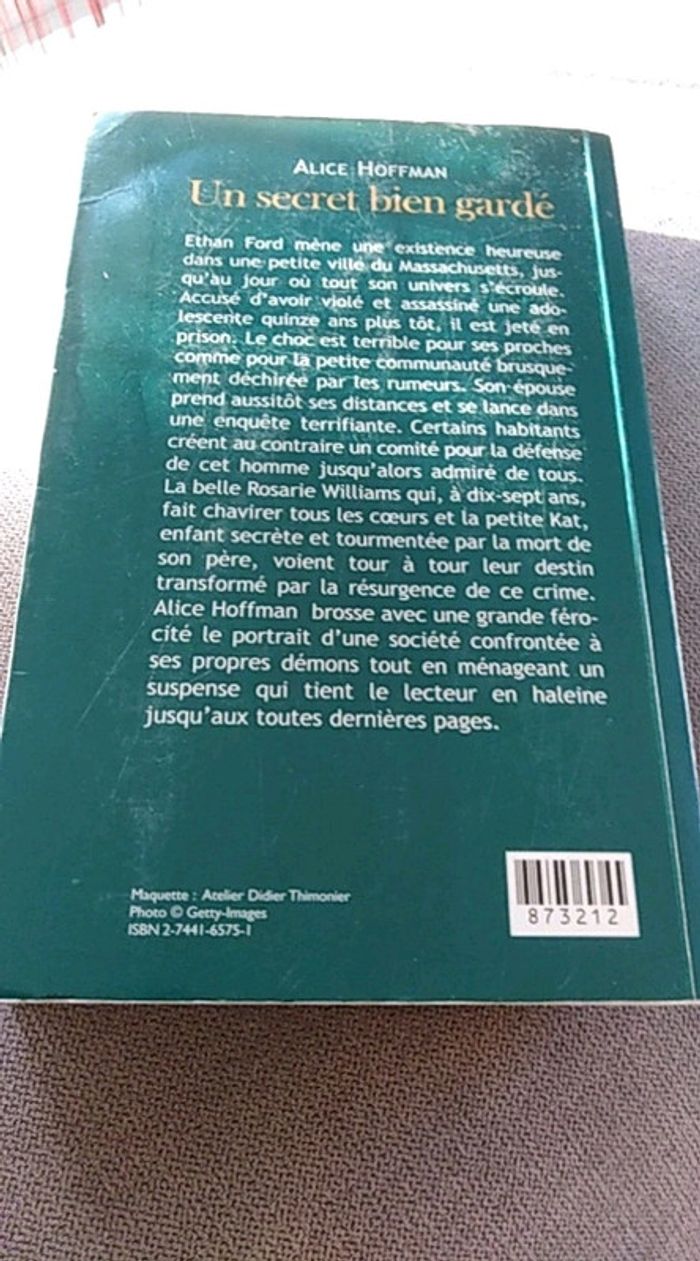 ALICE HOFFMAN
Un secret bien gardé
Ethan Ford mène une existence heureuse
dans une petite ville du Massachusetts, jus-
qu'au jour où tout son univers s'écroule.
Accusé d'avoir violé et assassiné une ado-
lescente quinze ans plus tôt, il est jeté en
prison. Le choc est terrible pour ses proches
comme pour la petite communauté brusque-
ment déchirée par les rumeurs. Son épouse
prend aussitôt ses distances et se lance dans
une enquête terrifiante. Certains habitants
créent au contraire un comité pour la défense
de cet homme jusqu'alors admiré de tous.
La belle Rosarie Williams qui, à dix-sept ans,
fait chavirer tous les cœurs et la petite Kat,
enfant secrète et tourmentée par la mort de
son père, voient tour à tour leur destin
transformé par la résurgence de ce crime.
Alice Hoffman brosse avec une grande féro-
cité le portrait d'une société confrontée à
ses propres démons tout en ménageant un
suspense qui tient le lecteur en haleine
jusqu'aux toutes dernières pages.
Maquette : Atelier Didier Thimonier
Photo © Getty-Images
ISBN 2-7441-6575-1
873212